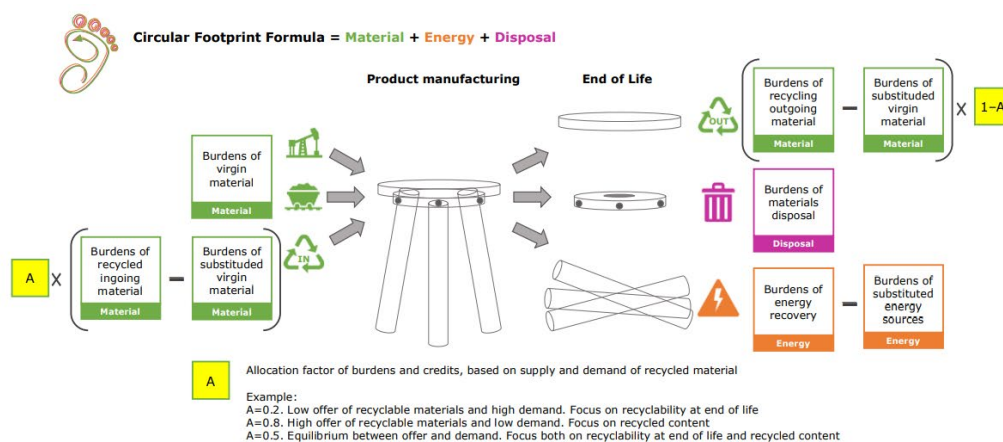 Circular Footprint Formula = Material + Energy + Disposal
Product manufacturing
End of Life
Burdens of
virgin
material
Material
A
X
Burdens of
recycled
ingoing
material
Material
–
Burdens of
substituded
virgin
material
Material
IN
OUT
Burdens of
recycling
outgoing
material
Material
–
Burdens of
substituded
virgin
material
Material
X
1-A
Burdens of
materials
disposal
Disposal
Burdens of
energy
recovery
Energy
–
Burdens of
substituted
energy
sources
Energy
A
Allocation factor of burdens and credits, based on supply and demand of recycled material
Example:
A=0.2. Low offer of recyclable materials and high demand. Focus on recyclability at end of life
A=0.8. High offer of recyclable materials and low demand. Focus on recycled content
A=0.5. Equilibrium between offer and demand. Focus both on recyclability at end of life and recycled content